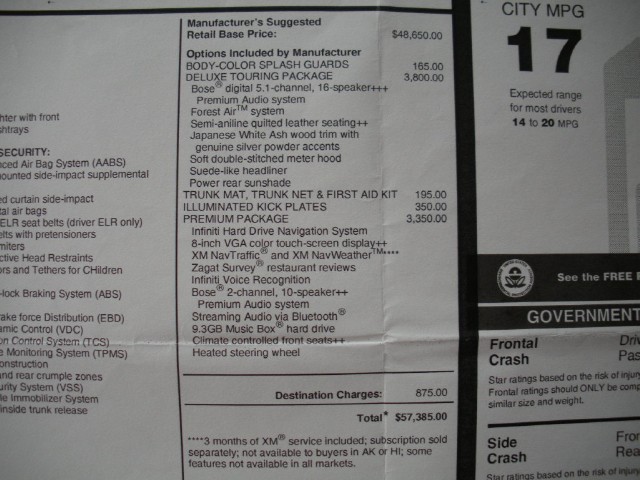 hter with front
shtrays
SECURITY:
nced Air Bag System (AABS)
ounted side-impact supplemental
ed curtain side-impact
tal air bags
ELR seat belts (driver ELR only)
elts with pretensioners
miters
ctive Head Restraints
ors and Tethers for CHildren
-lock Braking System (ABS)
ake force Distribution (EBD)
amic Control (VDC)
on Control System (TCS)
e Monitoring System (TPMS)
onstruction
nd rear crumple zones
urity System (VSS)
le Immobilizer System
inside trunk release
Manufacturer's Suggested
Retail Base Price: $48,650.00
Options Included by Manufacturer
BODY-COLOR SPLASH GUARDS 165.00
DELUXE TOURING PACKAGE 3,800.00
Bose® digital 5.1-channel, 16-speaker+++
Premium Audio system
Forest Air™ system
Semi-aniline quilted leather seating++
Japanese White Ash wood trim with
genuine silver powder accents
Soft double-stitched meter hood
Suede-like headliner
Power rear sunshade
TRUNK MAT, TRUNK NET & FIRST AID KIT 195.00
ILLUMINATED KICK PLATES 350.00
PREMIUM PACKAGE 3,350.00
Infiniti Hard Drive Navigation System
8-inch VGA color touch-screen display++
XM NavTraffic® and XM NavWeather™****
Zagat Survey® restaurant reviews
Infiniti Voice Recognition
Bose® 2-channel, 10-speaker++
Premium Audio system
Streaming Audio via Bluetooth®
9.3GB Music Box® hard drive
Climate controlled front seats++
Heated steering wheel
Destination Charges: 875.00
Total* $57,385.00
****3 months of XM® service included; subscription sold
separately; not available to buyers in AK or HI; some
features not available in all markets.
CITY MPG
17
Expected range
for most drivers
14 to 20 MPG
See the FREE
GOVERNMENT
Frontal Driv
Crash Pas
Star ratings based on the risk of injury
Frontal ratings should ONLY be com
similar size and weight.
Side Fron
Crash Rea
Star ratings based on the risk of injury